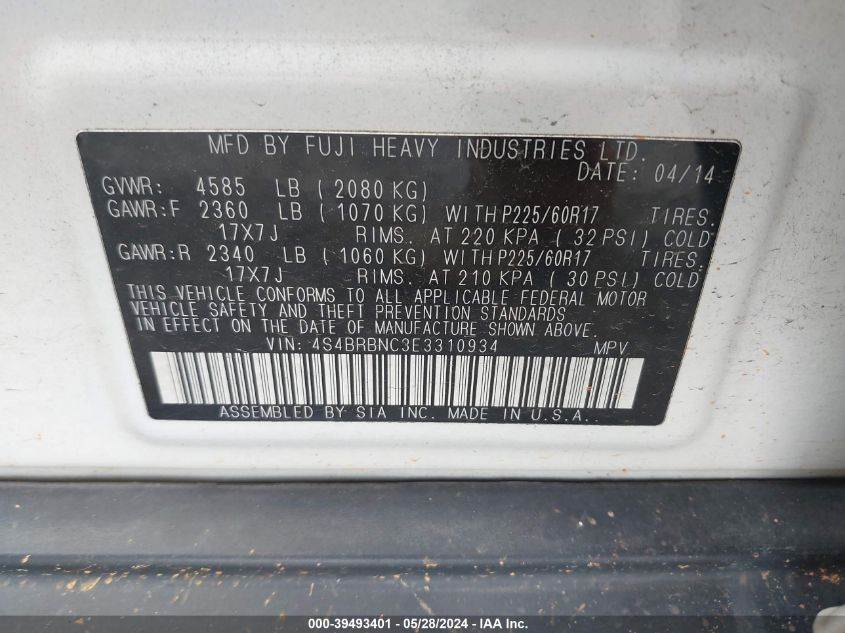 MFD BY FUJI HEAVY INDUSTRIES LTD.
DATE: 04/14
GVWR: 4585 LB ( 2080 KG)
GAWR:F 2360 LB ( 1070 KG) WITH P225/60R17 TIRES.
17X7J RIMS. AT 220 KPA ( 32 PSI) COLD
GAWR:R 2340 LB ( 1060 KG) WITH P225/60R17 TIRES.
17X7J RIMS. AT 210 KPA ( 30 PSI) COLD
THIS VEHICLE CONFORMS TO ALL APPLICABLE FEDERAL MOTOR
VEHICLE SAFETY AND THEFT PREVENTION STANDARDS
IN EFFECT ON THE DATE OF MANUFACTURE SHOWN ABOVE.
VIN: 4S4BRBNC3E3310934 MPV
ASSEMBLED BY SIA INC. MADE IN U.S.A.
000-39493401 - 05/28/2024 - IAAI.com